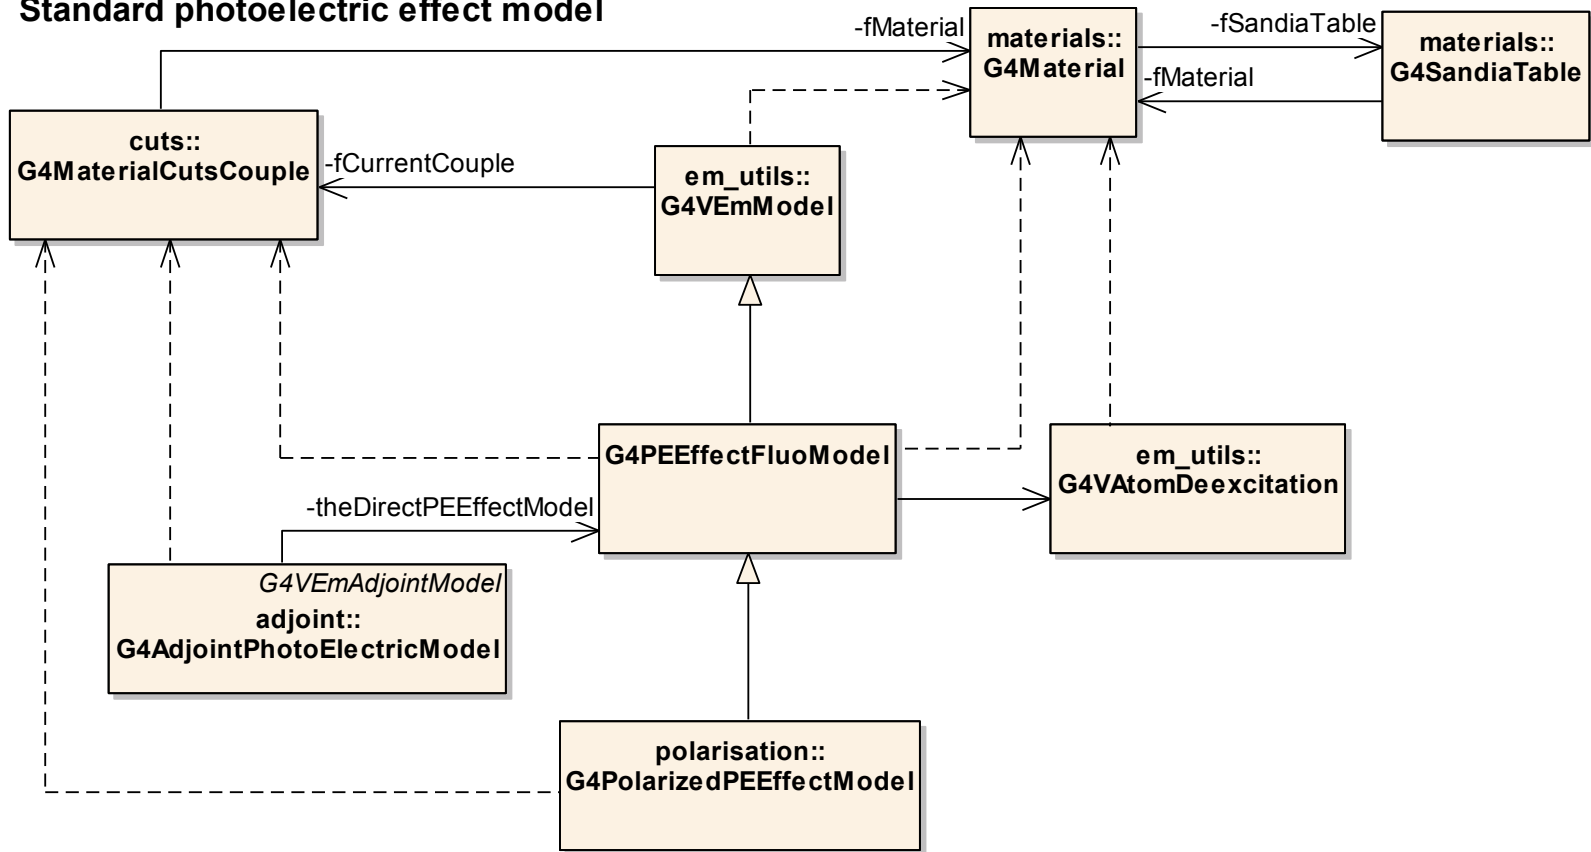 Standard photoelectric effect model
-fMaterial
materials::
G4Material
-fSandiaTable
materials::
G4SandiaTable
-fMaterial
cuts::
G4MaterialCutsCouple
-fCurrentCouple
em_utils::
G4VEmModel
G4PEEffectFluoModel
em_utils::
G4VAtomDeexcitation
-theDirectPEEffectModel
G4VEmAdjointModel
adjoint::
G4AdjointPhotoElectricModel
polarisation::
G4PolarizedPEEffectModel